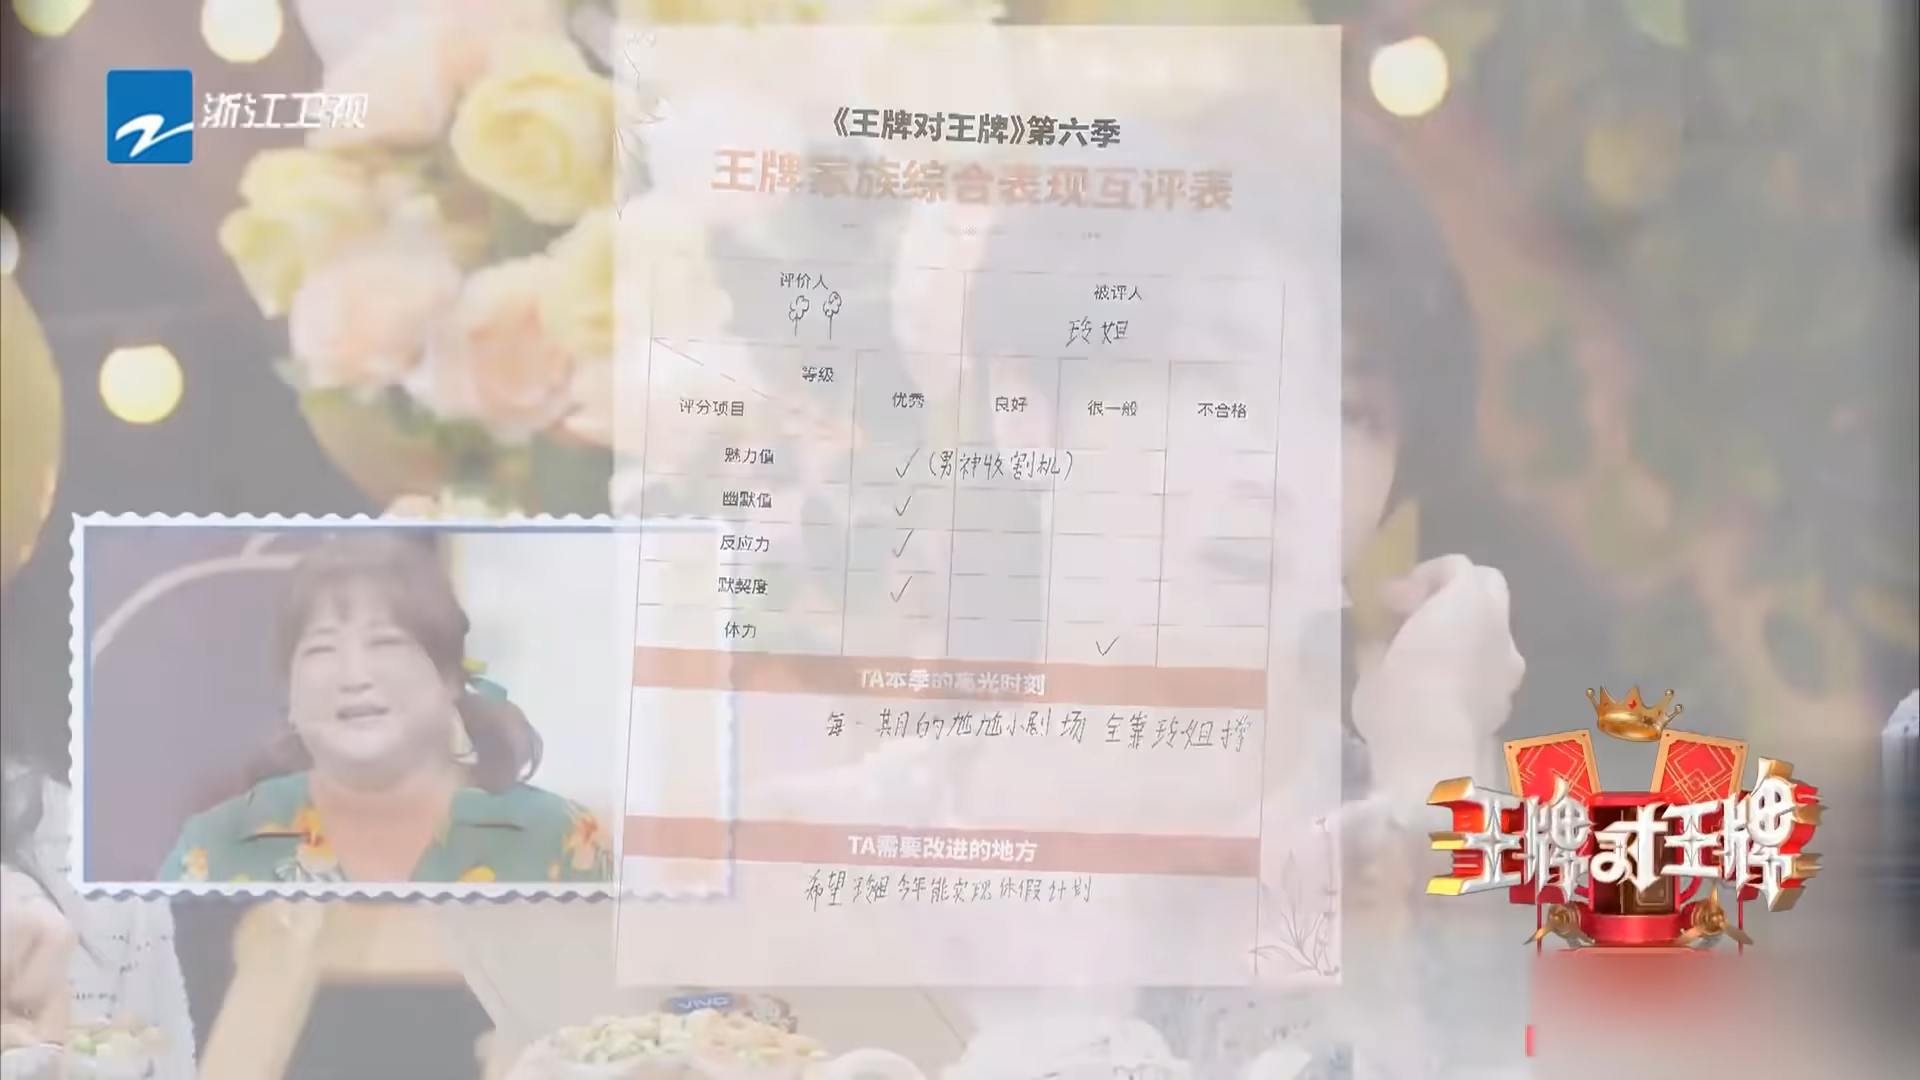 浙江卫视
《王牌对王牌》第六季
王牌家族综合表现互评表
评价人
被评人
玲姐
等级
评分项目
优秀
良好
很一般
不合格
魅力值
✓(男神收割机)
幽默值
✓
反应力
✓
默契度
✓
体力
✓
TA本季的高光时刻
每一期的尬尬小剧场 全靠玲姐撑
TA需要改进的地方
希望玲姐今年能实现休假计划
王牌对王牌
vivo